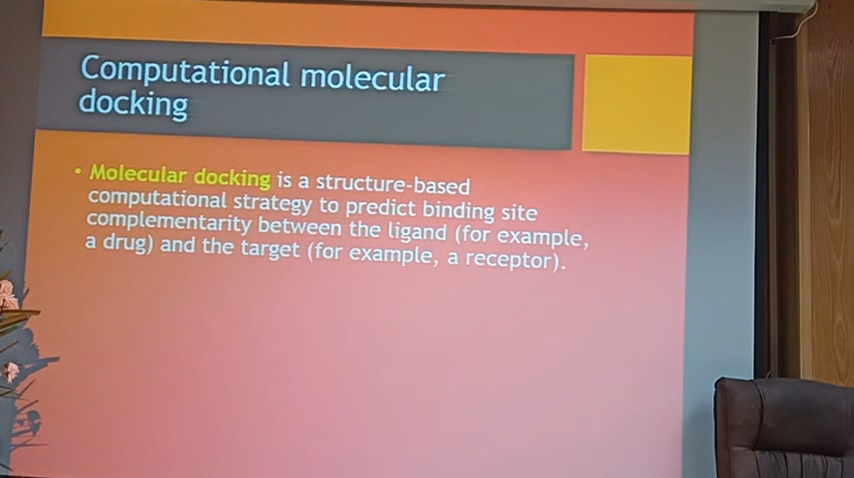 Computational molecular
docking
• Molecular docking is a structure-based
computational strategy to predict binding site
complementarity between the ligand (for example,
a drug) and the target (for example, a receptor).